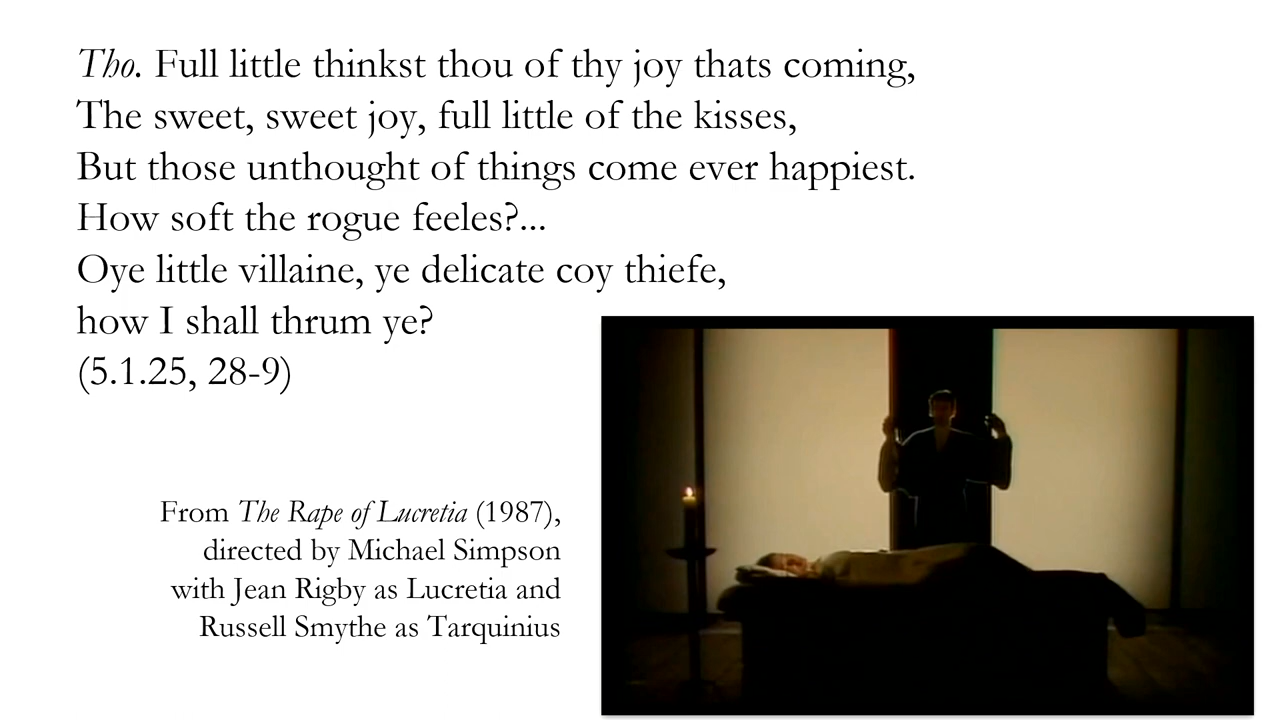 Tho. Full little thinkst thou of thy joy thats coming,
The sweet, sweet joy, full little of the kisses,
But those unthought of things come ever happiest.
How soft the rogue feeles?...
Oye little villaine, ye delicate coy thiefe,
how I shall thrum ye?
(5.1.25, 28-9)
From The Rape of Lucretia (1987),
directed by Michael Simpson
with Jean Rigby as Lucretia and
Russell Smythe as Tarquinius